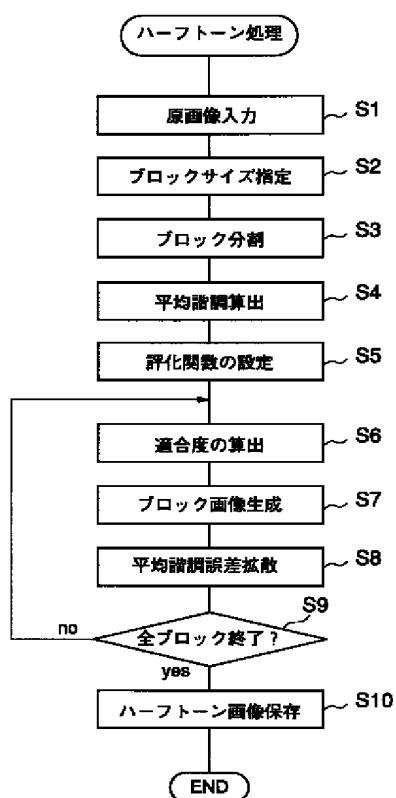 ハーフトーン処理
原画像入力 S1
ブロックサイズ指定 S2
ブロック分割 S3
平均諧調算出 S4
評化関数の設定 S5
適合度の算出 S6
ブロック画像生成 S7
平均諧調誤差拡散 S8
S9
全ブロック終了？
no
yes
ハーフトーン画像保存 S10
END